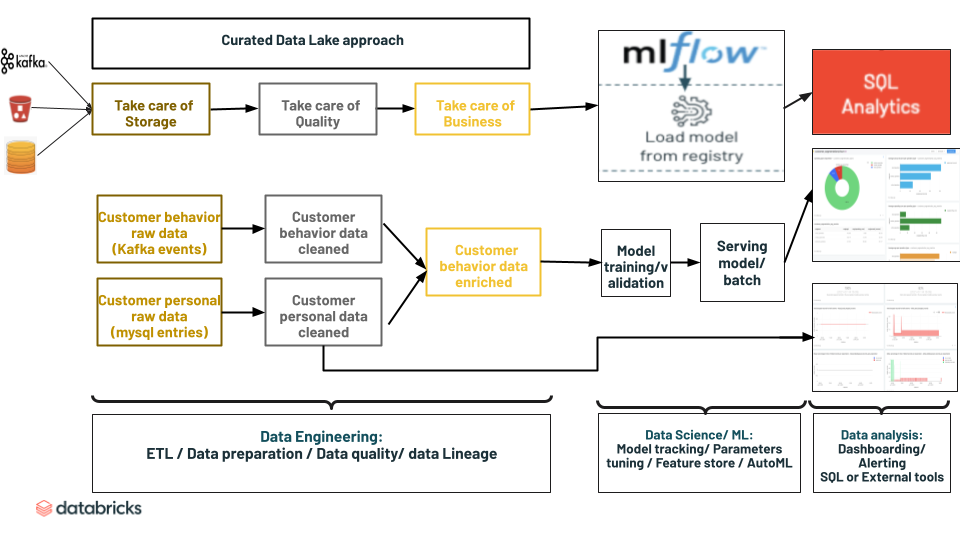 Curated Data Lake approach
kafka
Take care of
Storage
Take care of
Quality
Take care of
Business
mlflow
TM
Load model
from registry
SQL
Analytics
Customer behavior
raw data
(Kafka events)
Customer
behavior data
cleaned
Customer
behavior data
enriched
Customer personal
raw data
(mysql entries)
Customer
personal data
cleaned
Model
training/v
alidation
Serving
model/
batch
Data Engineering:
ETL / Data preparation / Data quality/ data Lineage
Data Science/ ML:
Model tracking/ Parameters
tuning / Feature store / AutoML
Data analysis:
Dashboarding/
Alerting
SQL or External tools
databricks